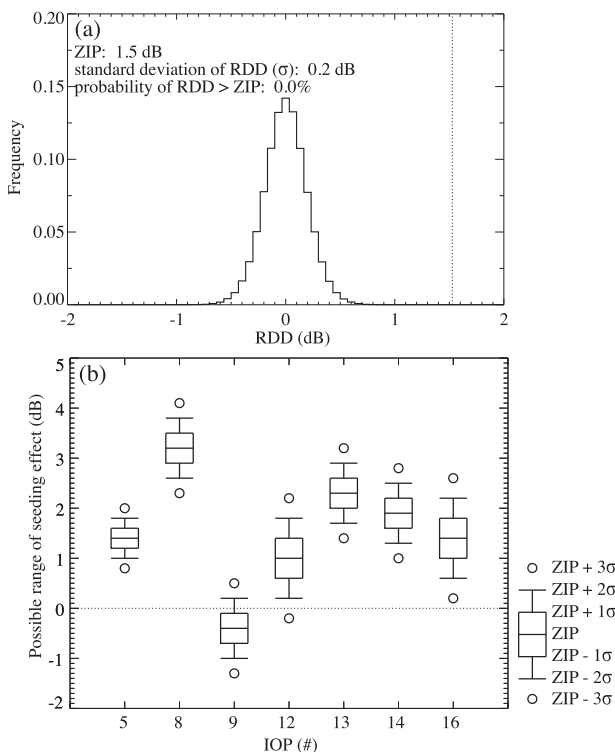 (a)
ZIP: 1.5 dB
standard deviation of RDD (σ): 0.2 dB
probability of RDD > ZIP: 0.0%
0.20
0.15
0.10
0.05
0.00
Frequency
-2 -1 0 1 2
RDD (dB)
(b)
5
4
3
2
1
0
-1
-2
Possible range of seeding effect (dB)
5 8 9 12 13 14 16
IOP (#)
ZIP + 3σ
ZIP + 2σ
ZIP + 1σ
ZIP
ZIP - 1σ
ZIP - 2σ
ZIP - 3σ